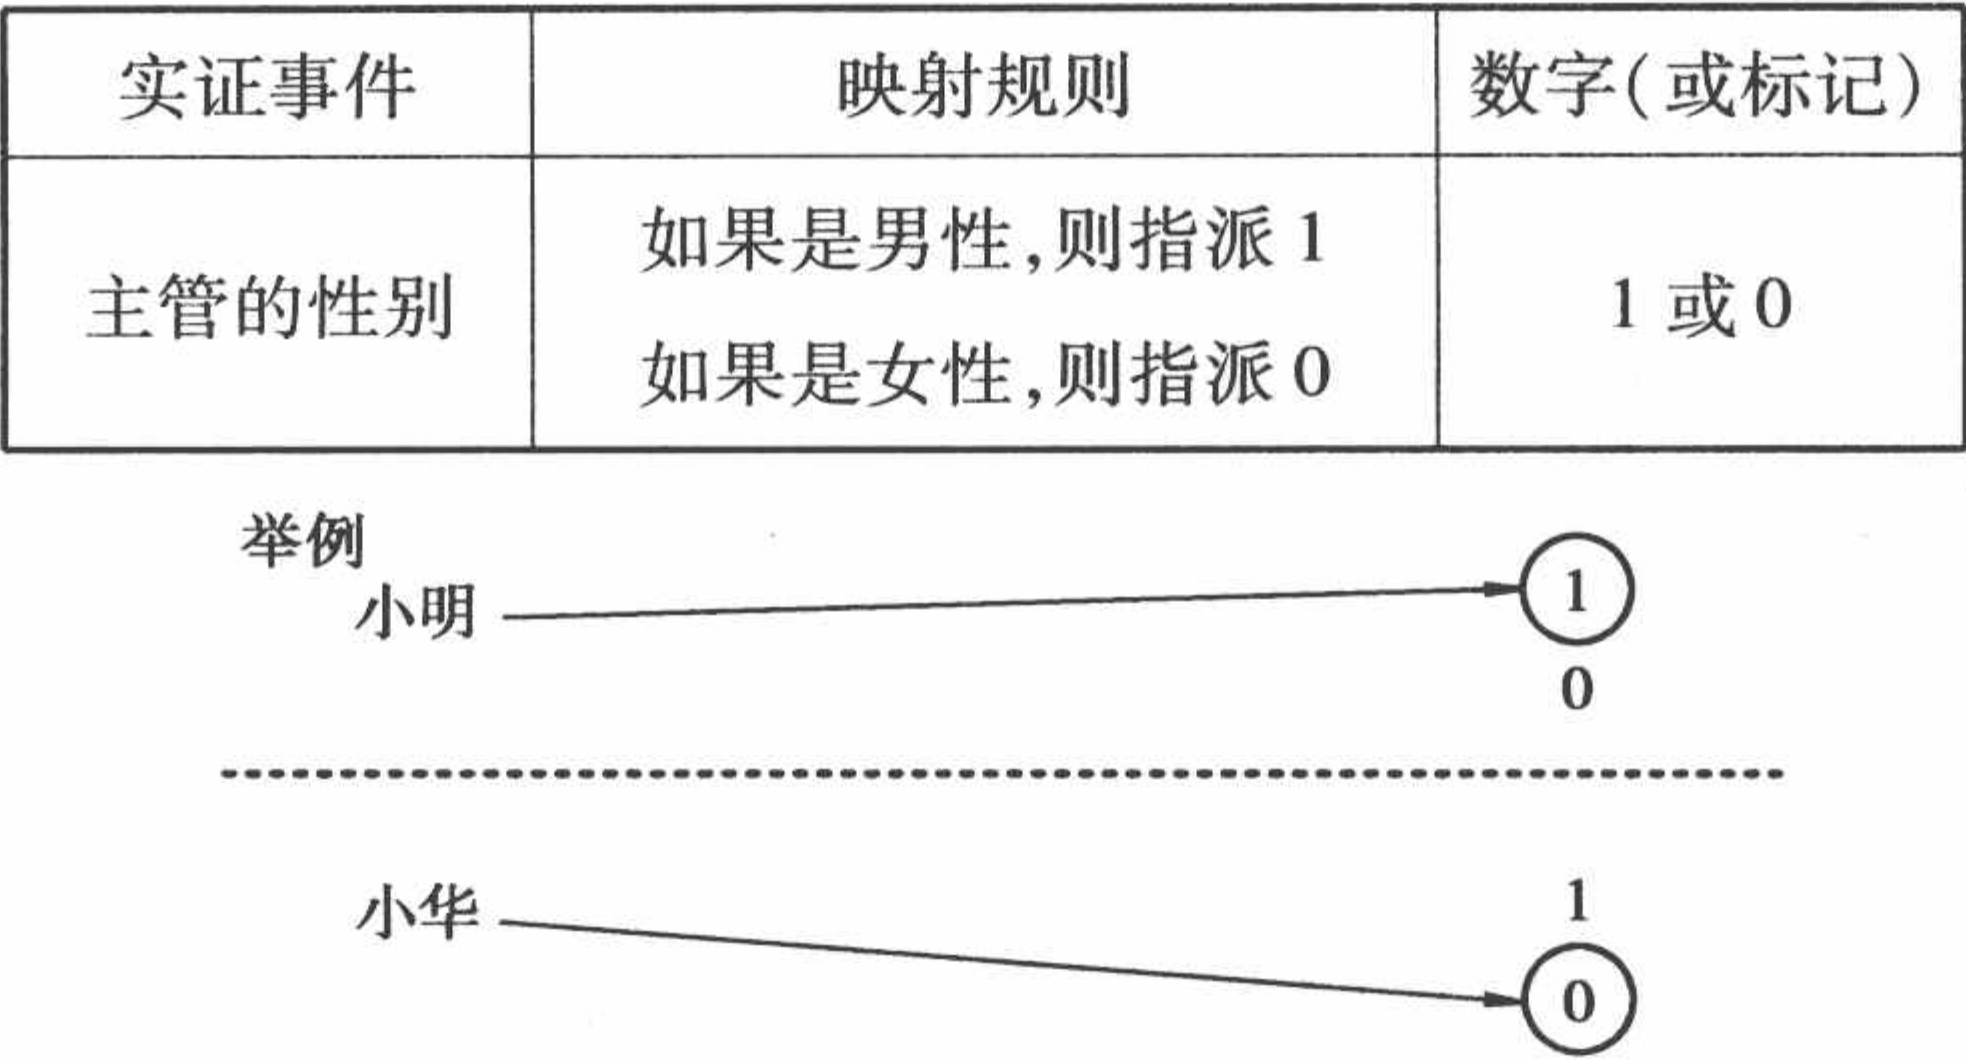 实证事件 映射规则 数字(或标记)
如果是男性,则指派 1
主管的性别 1 或 0
如果是女性,则指派 0
举例
小明 1
0
1
小华 0